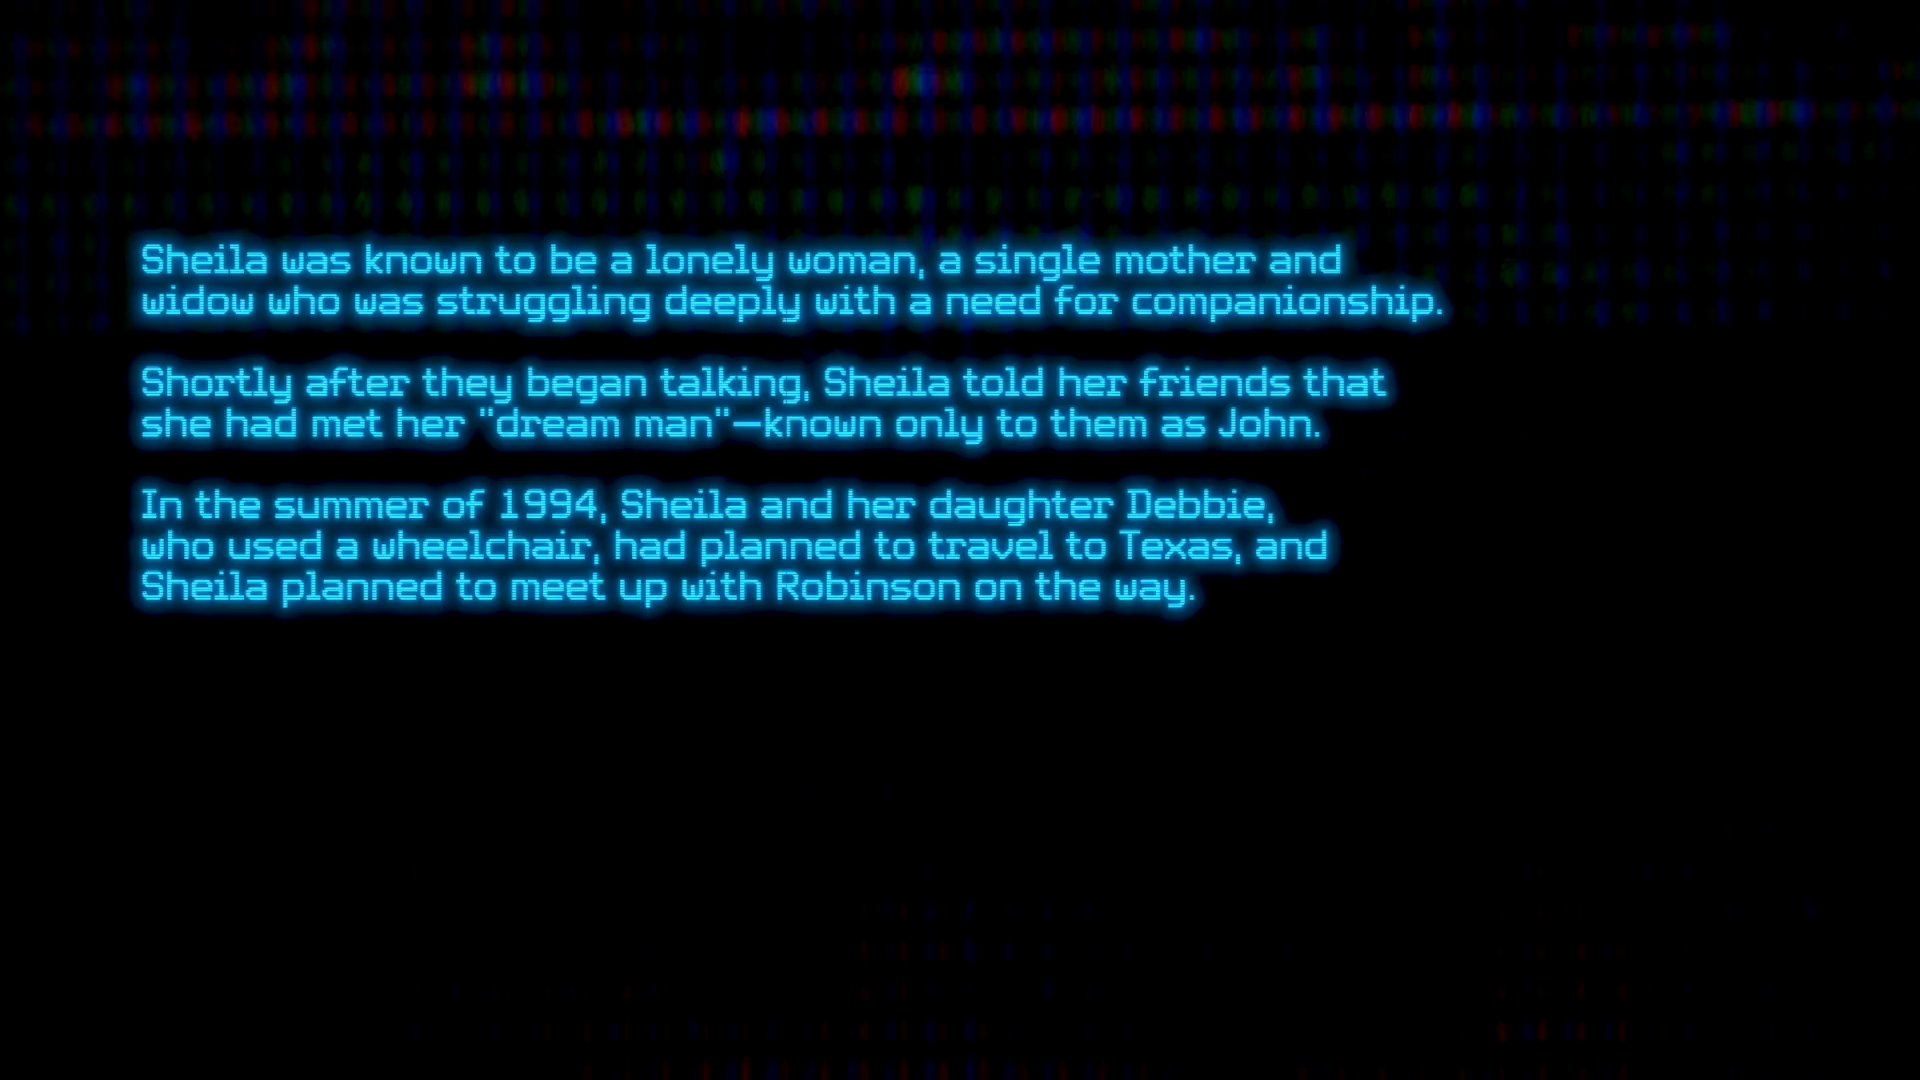 Sheila was known to be a lonely woman, a single mother and
widow who was struggling deeply with a need for companionship.
Shortly after they began talking, Sheila told her friends that
she had met her "dream man"—known only to them as John.
In the summer of 1994, Sheila and her daughter Debbie,
who used a wheelchair, had planned to travel to Texas, and
Sheila planned to meet up with Robinson on the way.